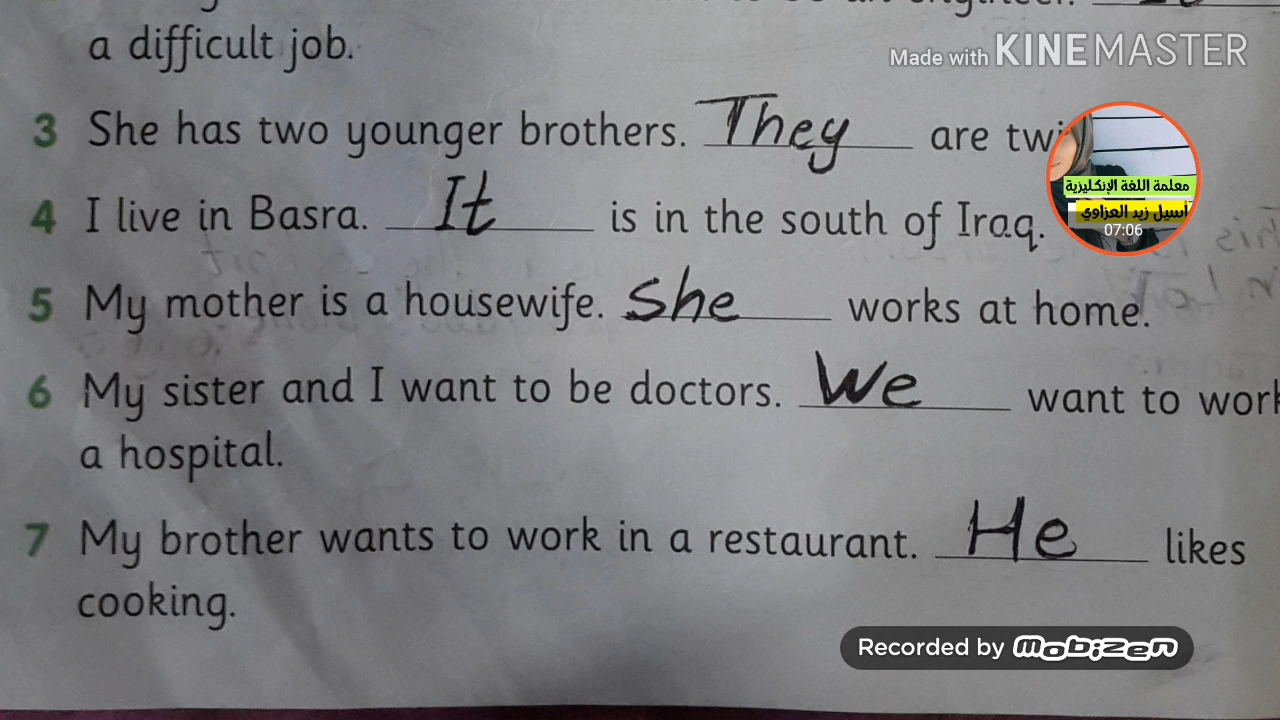 a difficult job.
Made with KINEMASTER
3 She has two younger brothers. They are
4 I live in Basra. It is in the south of Iraq.
معلمة اللغة الإنكليزية
أسيل زيد العزاوي
07:06
5 My mother is a housewife. She works at home.
6 My sister and I want to be doctors. We want to work
a hospital.
7 My brother wants to work in a restaurant. He likes
cooking.
Recorded by mobizen